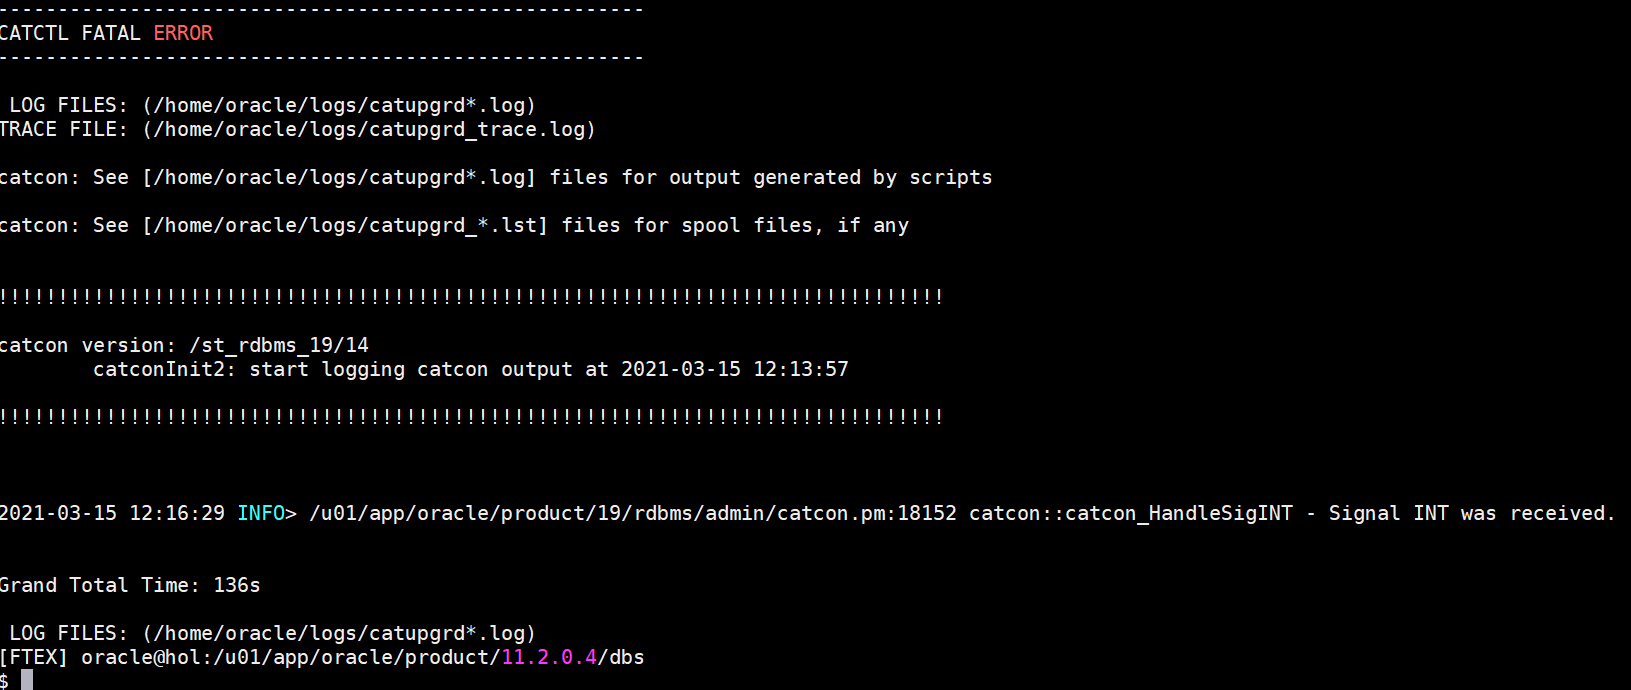 ------------------------------------------------------
CATCTL FATAL ERROR
------------------------------------------------------
LOG FILES: (/home/oracle/logs/catupgrd*.log)
TRACE FILE: (/home/oracle/logs/catupgrd_trace.log)
catcon: See [/home/oracle/logs/catupgrd*.log] files for output generated by scripts
catcon: See [/home/oracle/logs/catupgrd_*.lst] files for spool files, if any
!!!!!!!!!!!!!!!!!!!!!!!!!!!!!!!!!!!!!!!!!!!!!!!!!!!!!!!!!!!!!!!!!!!!!!!!!!!!!!!
catcon version: /st_rdbms_19/14
catconInit2: start logging catcon output at 2021-03-15 12:13:57
!!!!!!!!!!!!!!!!!!!!!!!!!!!!!!!!!!!!!!!!!!!!!!!!!!!!!!!!!!!!!!!!!!!!!!!!!!!!!!!
2021-03-15 12:16:29 INFO> /u01/app/oracle/product/19/rdbms/admin/catcon.pm:18152 catcon::catcon_HandleSigINT - Signal INT was received.
Grand Total Time: 136s
LOG FILES: (/home/oracle/logs/catupgrd*.log)
[FTEX] oracle@hol:/u01/app/oracle/product/11.2.0.4/dbs
$